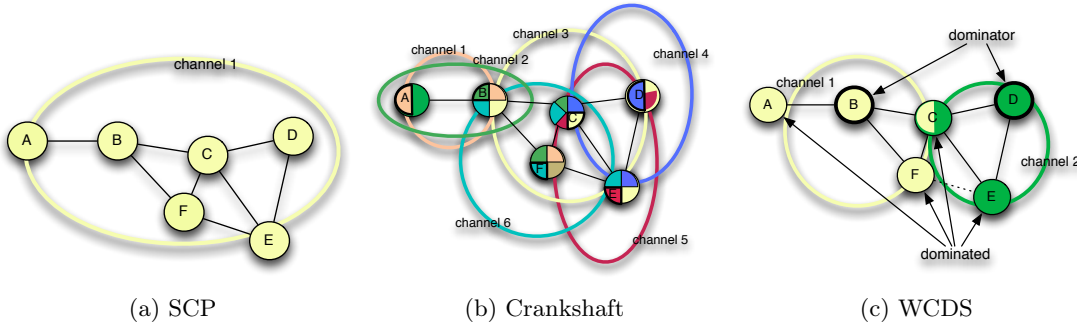 channel 1
A
B
C
D
F
E
(a) SCP
channel 3
channel 1
channel 2
channel 4
A
B
C
D
F
E
channel 6
channel 5
(b) Crankshaft
dominator
channel 1
A
B
C
D
F
E
channel 2
dominated
(c) WCDS